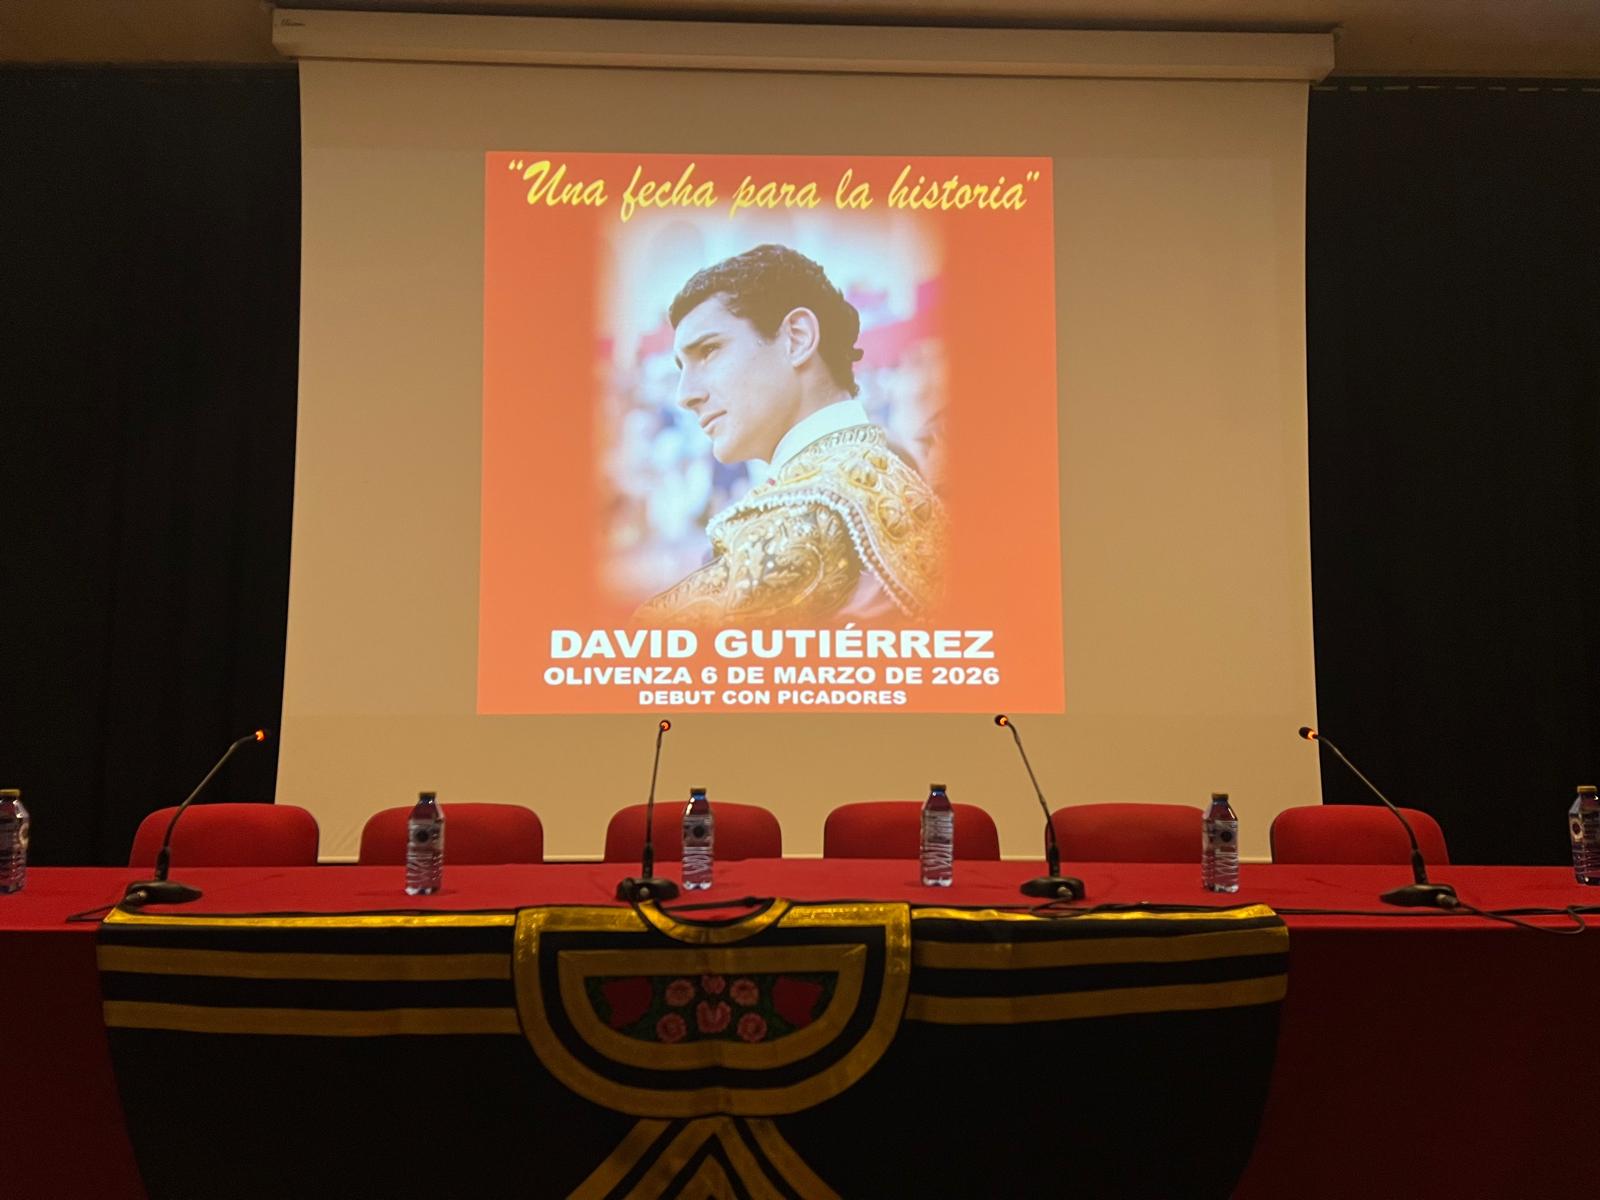 “Una fecha para la historia”
DAVID GUTIÉRREZ
OLIVENZA 6 DE MARZO DE 2026
DEBUT CON PICADORES